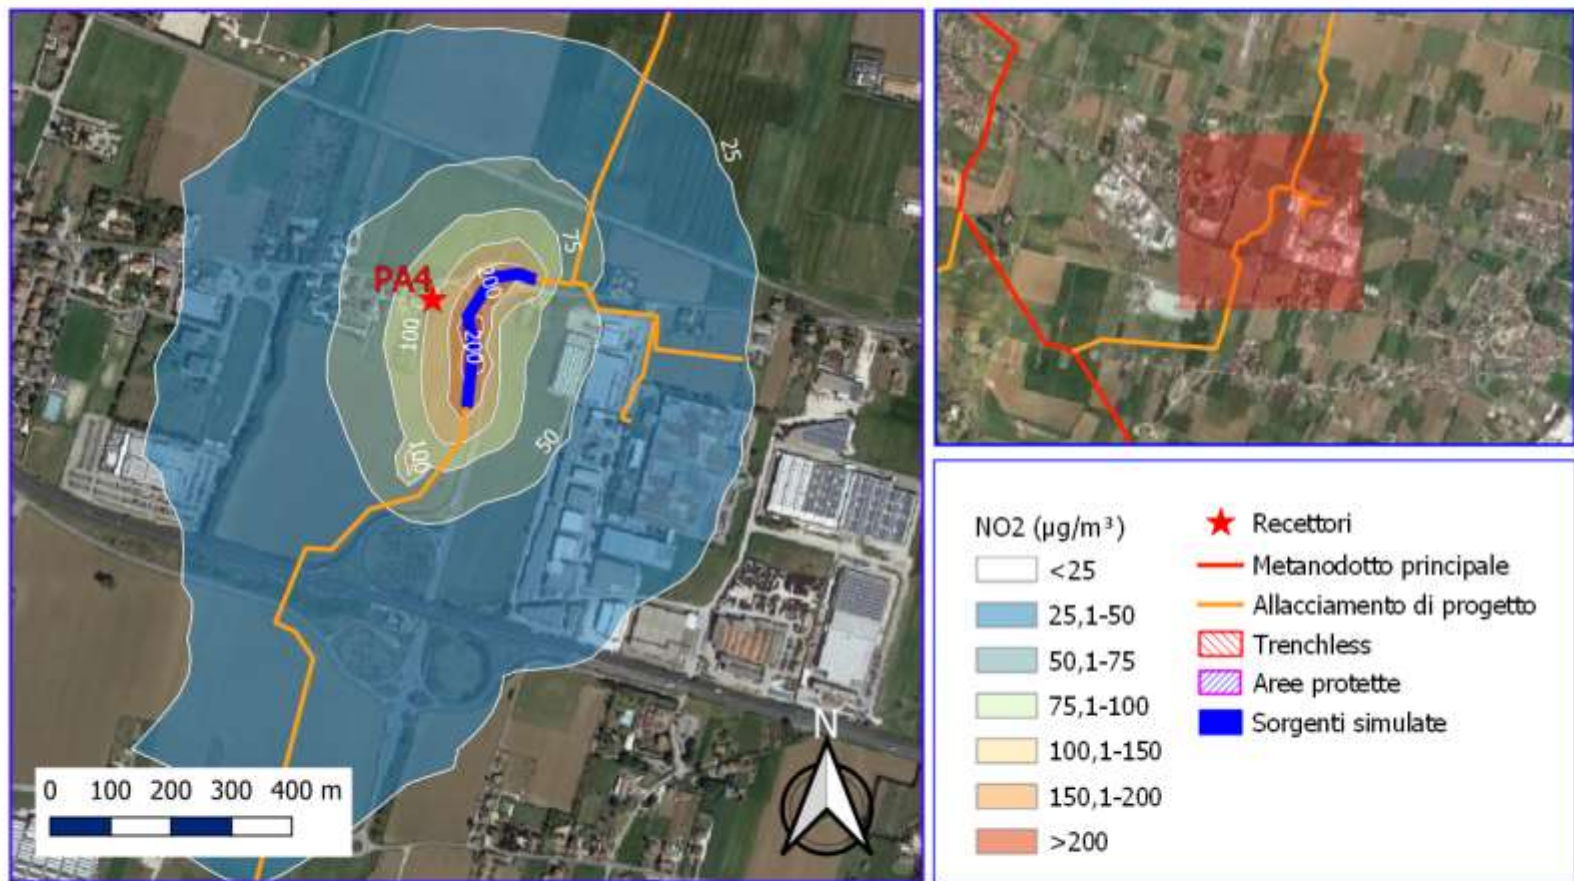 25
75
PA4
200
100
200
100
50
0 100 200 300 400 m
N
NO2 (µg/m³)
<25
25,1-50
50,1-75
75,1-100
100,1-150
150,1-200
>200
Recettori
Metanodotto principale
Allacciamento di progetto
Trenchless
Aree protette
Sorgenti simulate